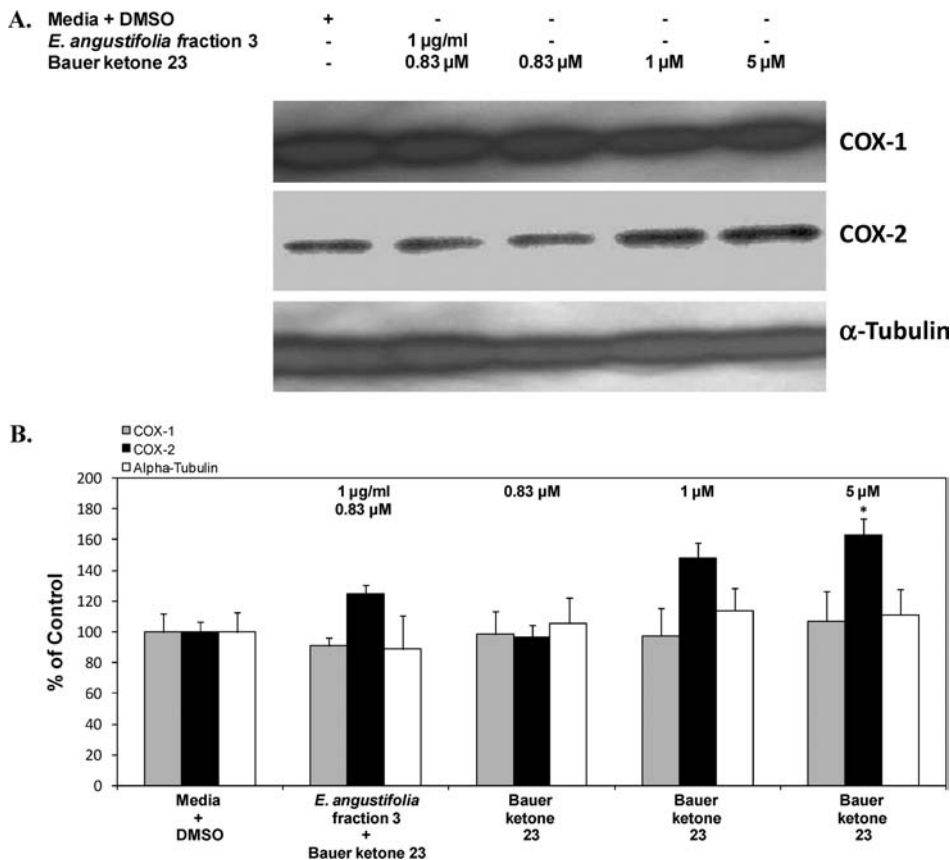 A.
Media + DMSO + - - - -
E. angustifolia fraction 3 - 1 µg/ml - - -
Bauer ketone 23 - 0.83 µM 0.83 µM 1 µM 5 µM
COX-1
COX-2
α-Tubulin
B.
COX-1
COX-2
Alpha-Tubulin
% of Control
200
180
160
140
120
100
80
60
40
20
0
1 µg/ml 0.83 µM 1 µM 5 µM
0.83 µM *
Media E. angustifolia Bauer Bauer Bauer
+ fraction 3 ketone ketone ketone
DMSO + 23 23 23
Bauer ketone 23